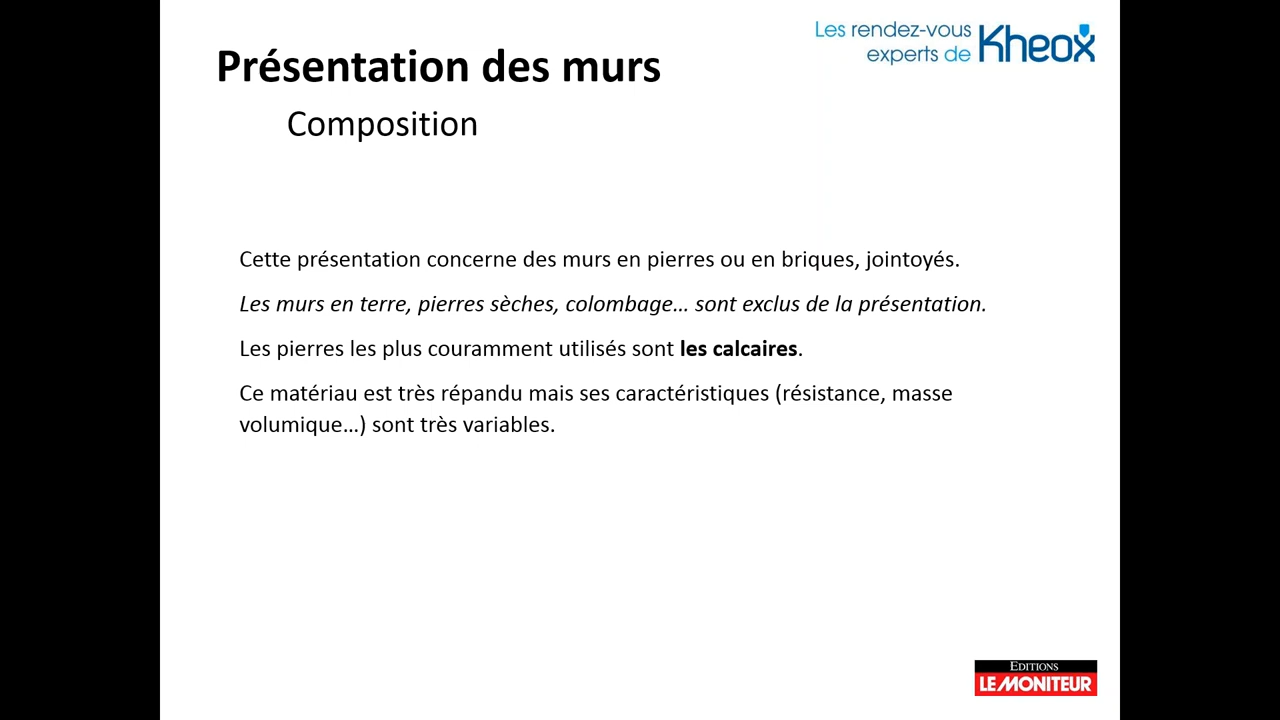 Les rendez-vous
experts de Kheox
Présentation des murs
Composition
Cette présentation concerne des murs en pierres ou en briques, jointoyés.
Les murs en terre, pierres sèches, colombage... sont exclus de la présentation.
Les pierres les plus couramment utilisés sont les calcaires.
Ce matériau est très répandu mais ses caractéristiques (résistance, masse
volumique...) sont très variables.
EDITIONS
LE MONITEUR